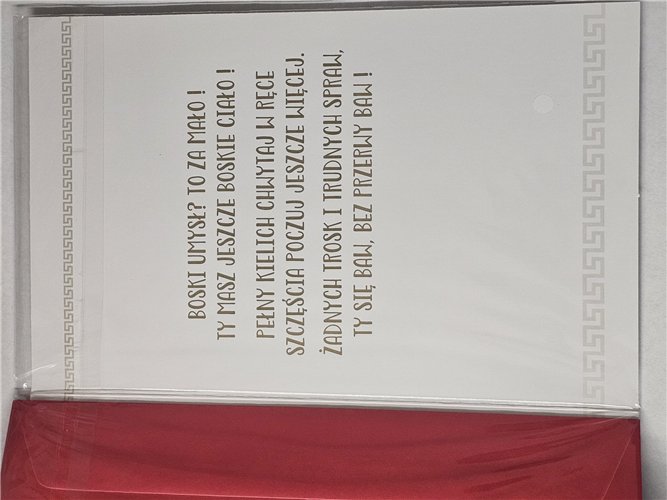 BOSKI UMYSŁ? TO ZA MAŁO!
TY MASZ JESZCZE BOSKIE CIAŁO!
PEŁNY KIELICH CHWYTAJ W RĘCE
SZCZĘŚCIA POCZUJ JESZCZE WIĘCEJ.
ŻADNYCH TROSK I TRUDNYCH SPRAW,
TY SIĘ BAW, BEZ PRZERWY BAW!